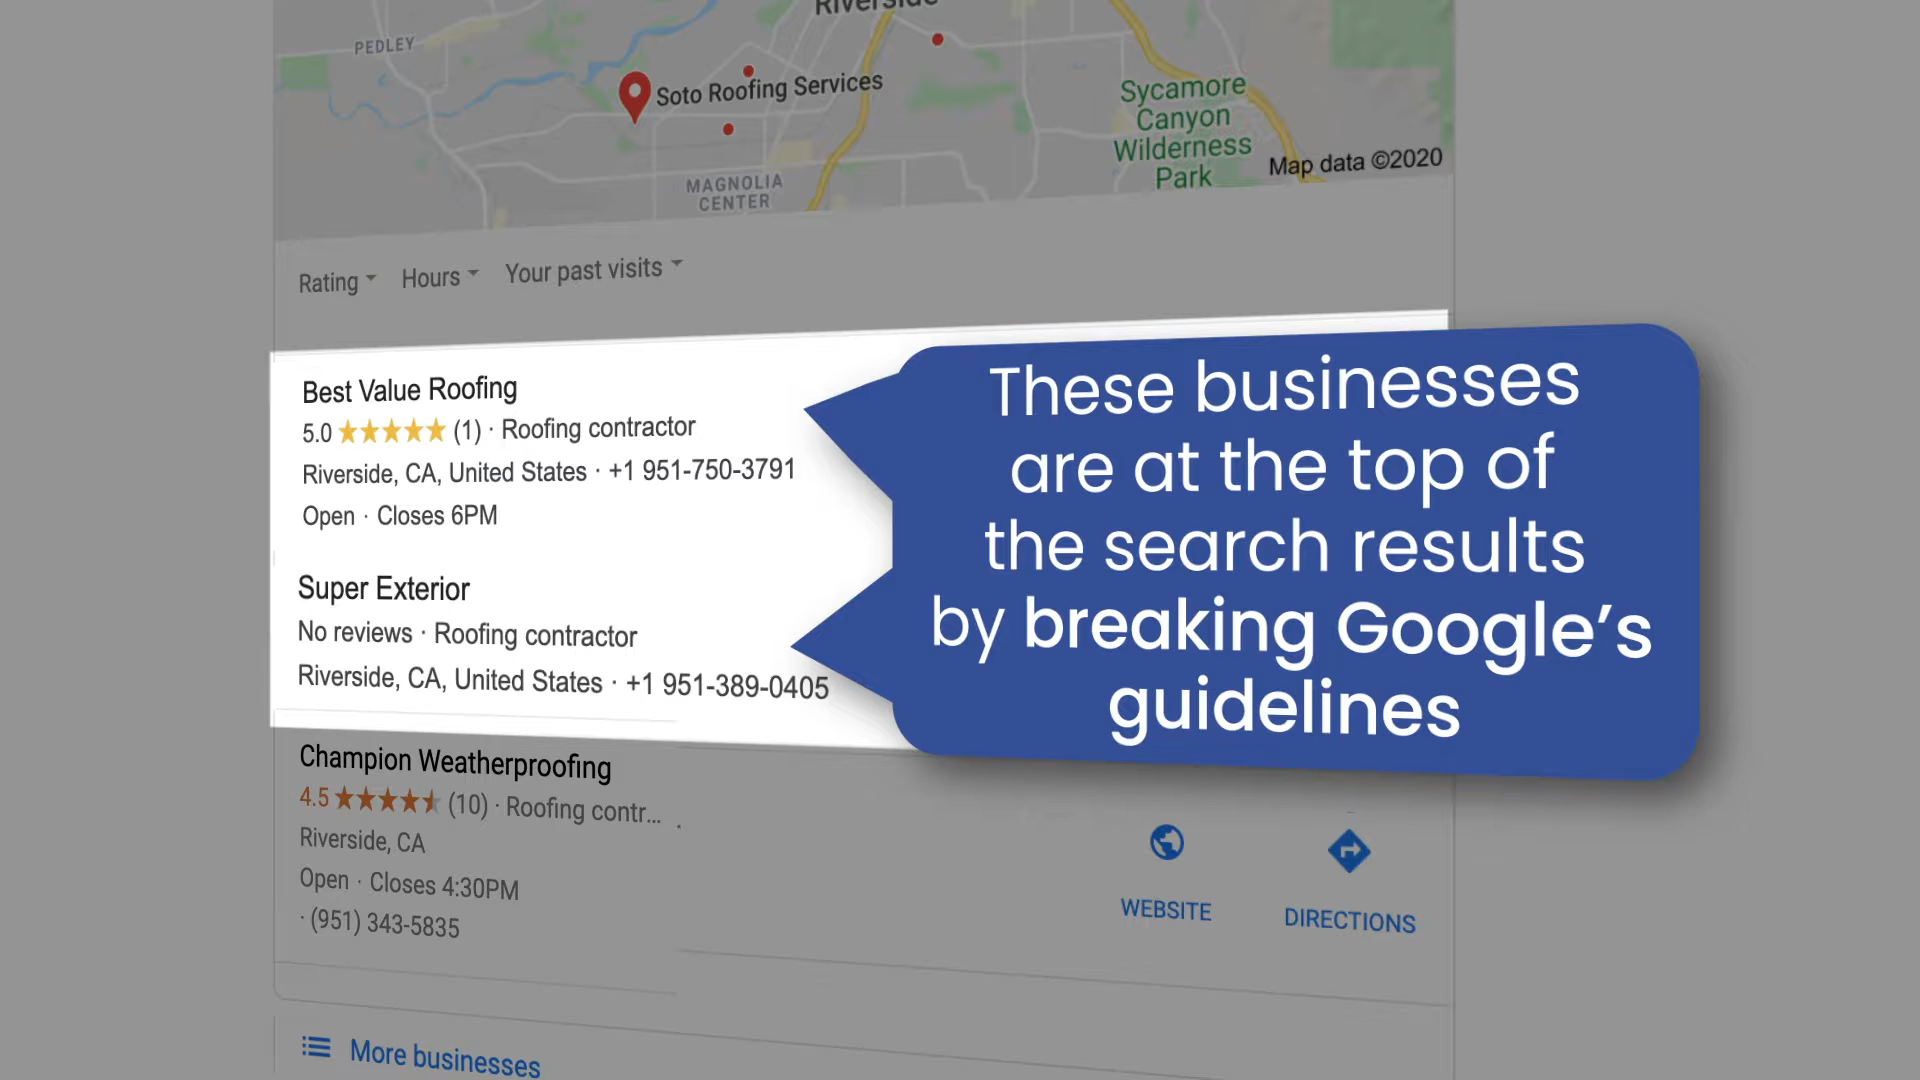 Riverside
PEDLEY
Soto Roofing Services
Sycamore
Canyon
Wilderness
Park
Map data ©2020
MAGNOLIA
CENTER
Rating
Hours
Your past visits
Best Value Roofing
5.0 ★★★★★ (1) · Roofing contractor
Riverside, CA, United States · +1 951-750-3791
Open · Closes 6PM
Super Exterior
No reviews · Roofing contractor
Riverside, CA, United States · +1 951-389-0405
These businesses
are at the top of
the search results
by breaking Google’s
guidelines
Champion Weatherproofing
4.5 (10) · Roofing contr...
Riverside, CA
Open · Closes 4:30PM
· (951) 343-5835
WEBSITE
DIRECTIONS
More businesses